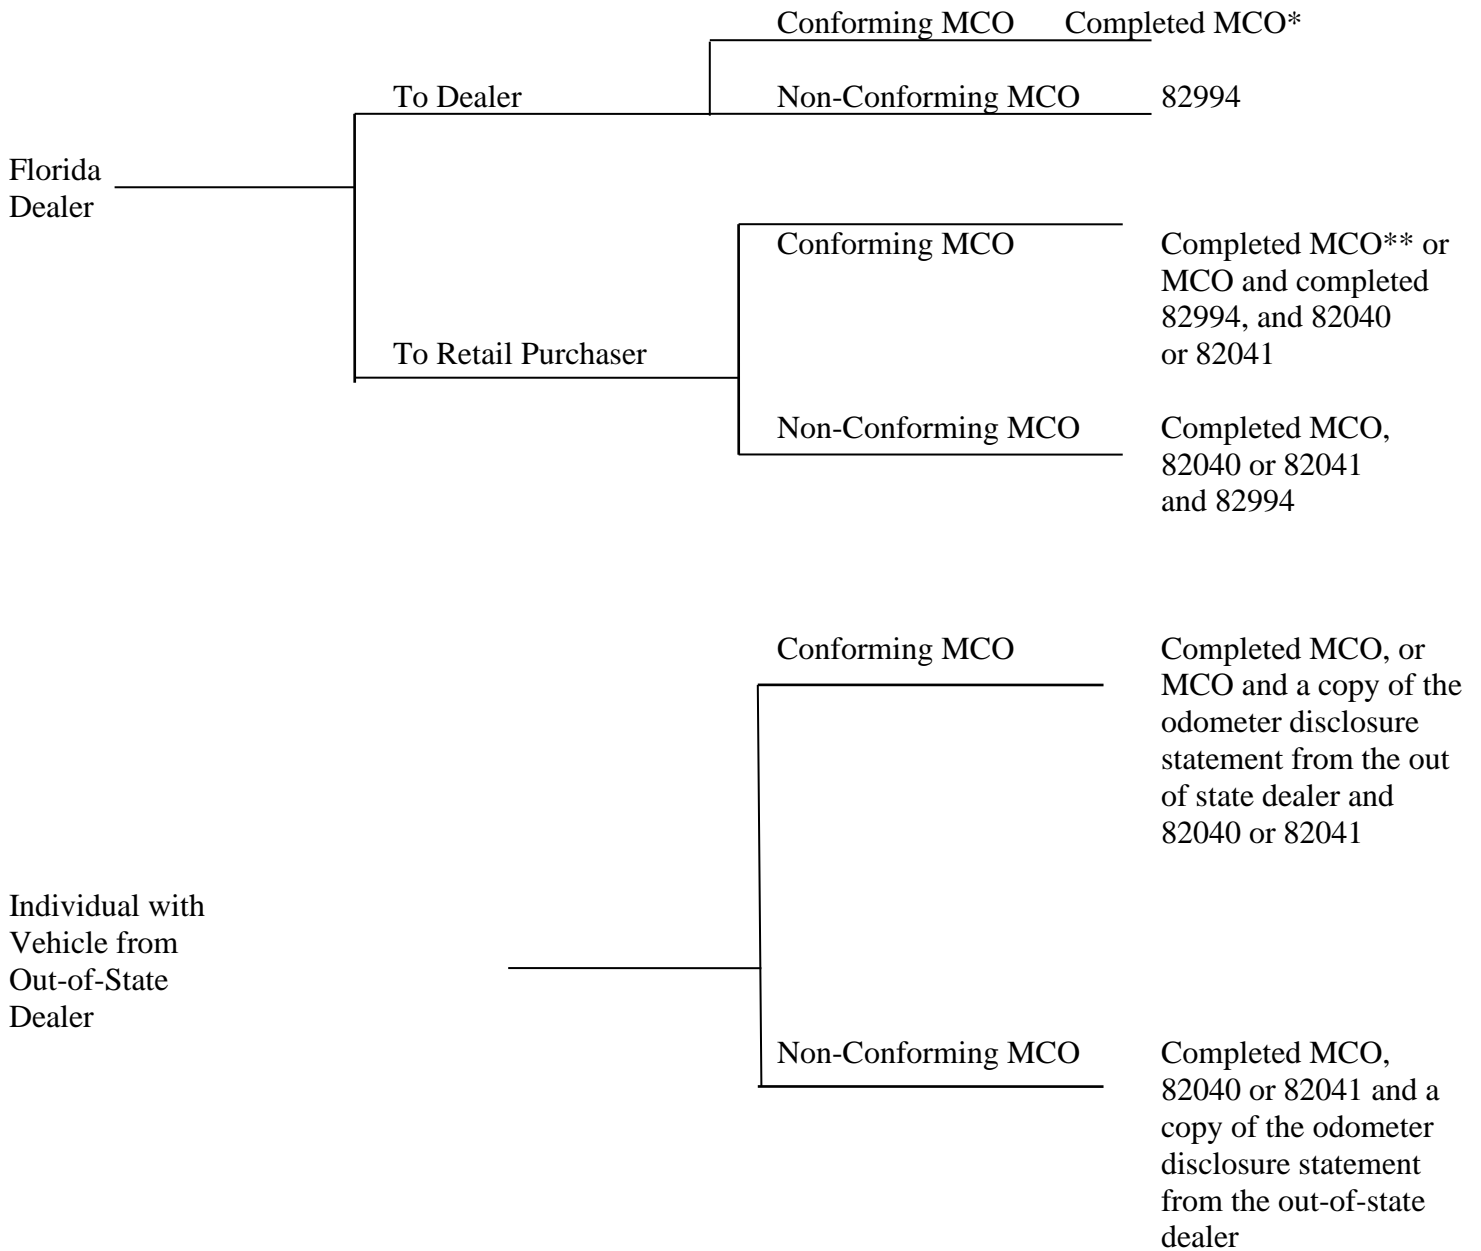 Conforming MCO Completed MCO*
To Dealer Non-Conforming MCO 82994
Florida
Dealer
Conforming MCO Completed MCO** or
MCO and completed
82994, and 82040
To Retail Purchaser or 82041
Non-Conforming MCO Completed MCO,
82040 or 82041
and 82994
Conforming MCO Completed MCO, or
MCO and a copy of the
odometer disclosure
statement from the out
of state dealer and
82040 or 82041
Individual with
Vehicle from
Out-of-State
Dealer
Non-Conforming MCO Completed MCO,
82040 or 82041 and a
copy of the odometer
disclosure statement
from the out-of-state
dealer